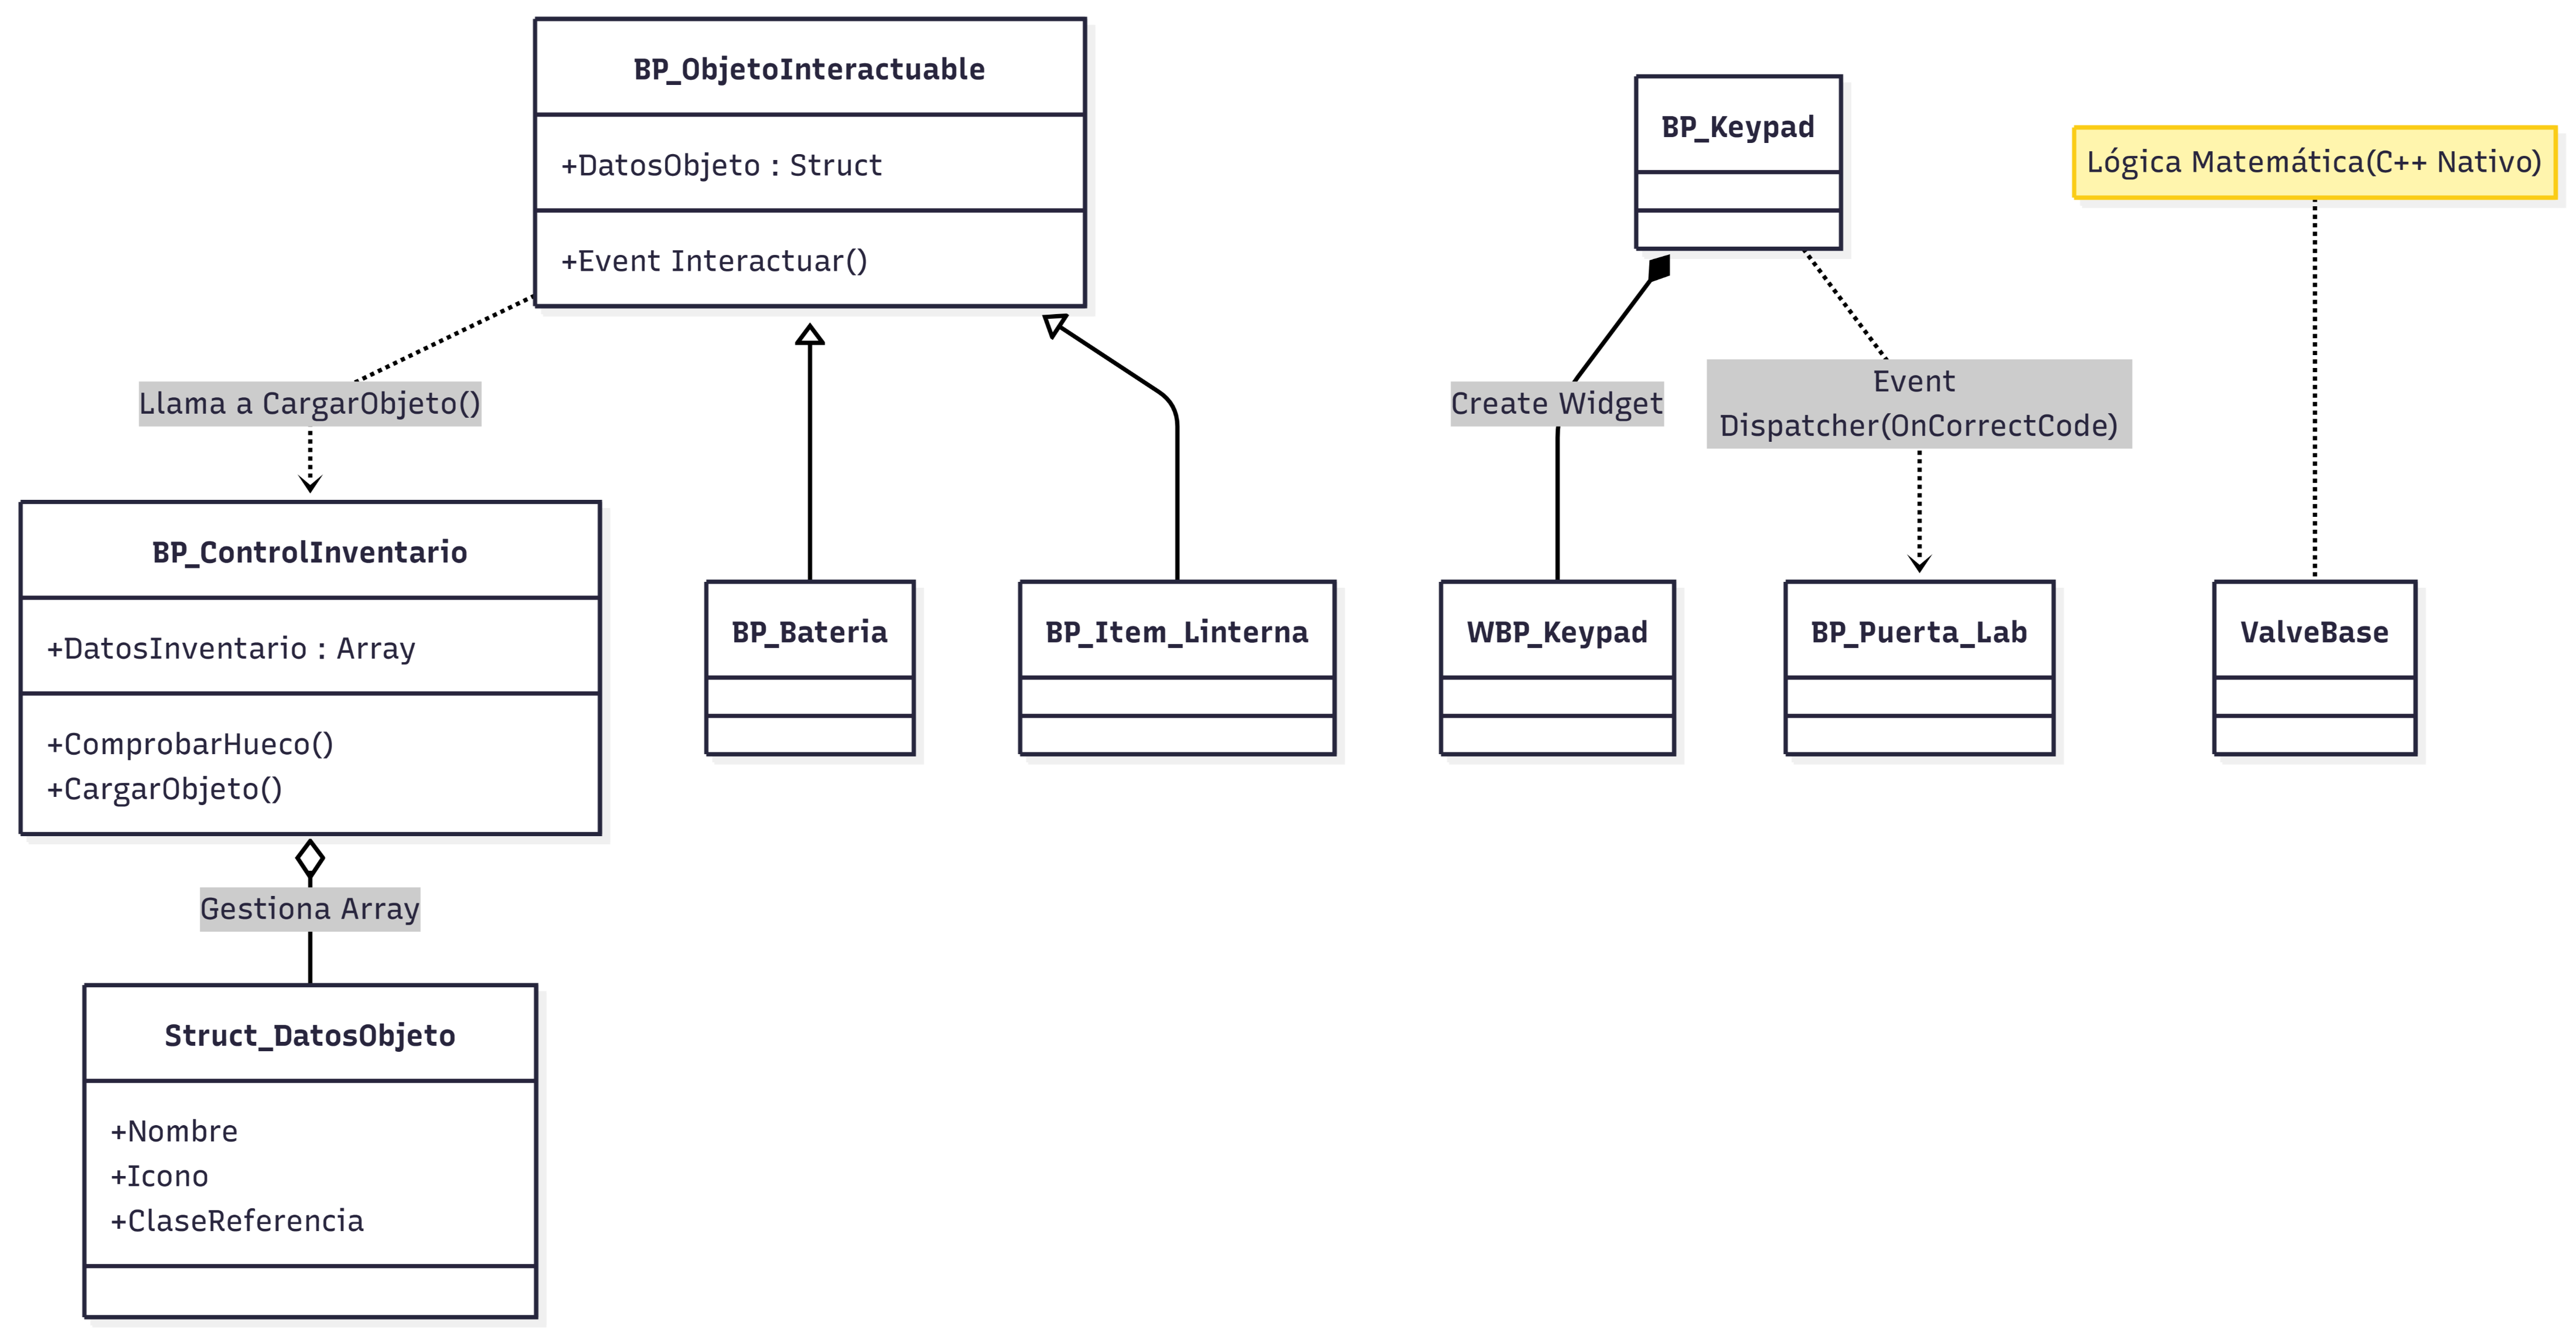 BP_ObjetoInteractuable
+DatosObjeto : Struct
+Event Interactuar()
BP_Keypad
Lógica Matemática(C++ Nativo)
Llama a CargarObjeto()
Create Widget
Event
Dispatcher(OnCorrectCode)
BP_ControlInventario
+DatosInventario : Array
+ComprobarHueco()
+CargarObjeto()
BP_Bateria
BP_Item_Linterna
WBP_Keypad
BP_Puerta_Lab
ValveBase
Gestiona Array
Struct_DatosObjeto
+Nombre
+Icono
+ClaseReferencia